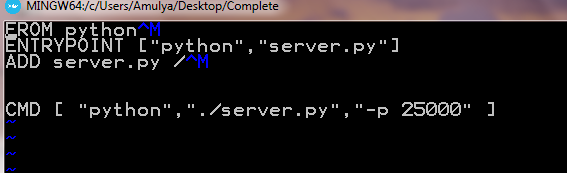 MINGW64:/c/Users/Amulya/Desktop/Complete
FROM python^M
ENTRYPOINT ["python","server.py"]
ADD server.py /^M
CMD [ "python","./server.py","-p 25000" ]
~
~
~
~